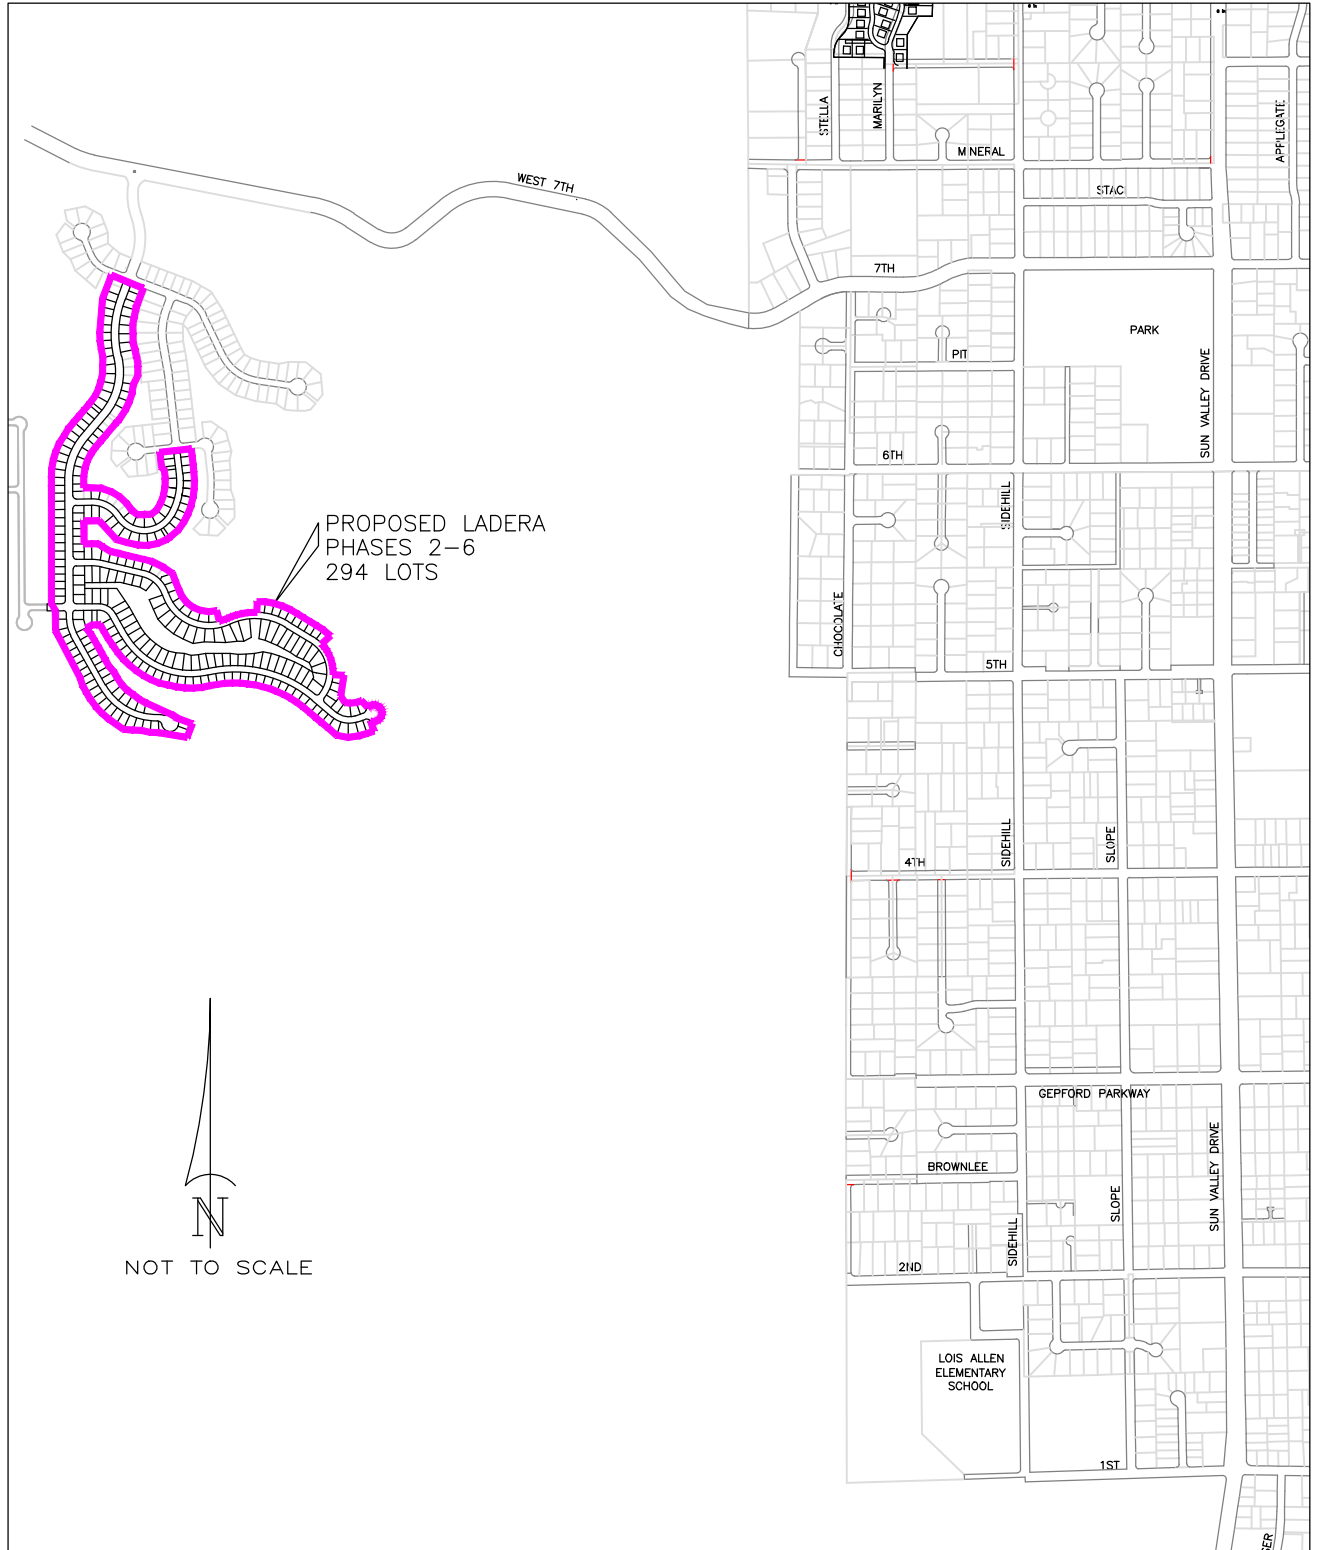 STELLA
MARILYN
MINERAL
APPLEGATE
WEST 7TH
STAC
7TH
PARK
PIT
SUN VALLEY DRIVE
6TH
SIDEHILL
PROPOSED LADERA
PHASES 2-6
294 LOTS
CHOCOLATE
5TH
SIDEHILL
SLOPE
4TH
GEPFORD PARKWAY
BROWNLEE
SLOPE
SUN VALLEY DRIVE
N
SIDEHILL
2ND
NOT TO SCALE
LOIS ALLEN
ELEMENTARY
SCHOOL
1ST